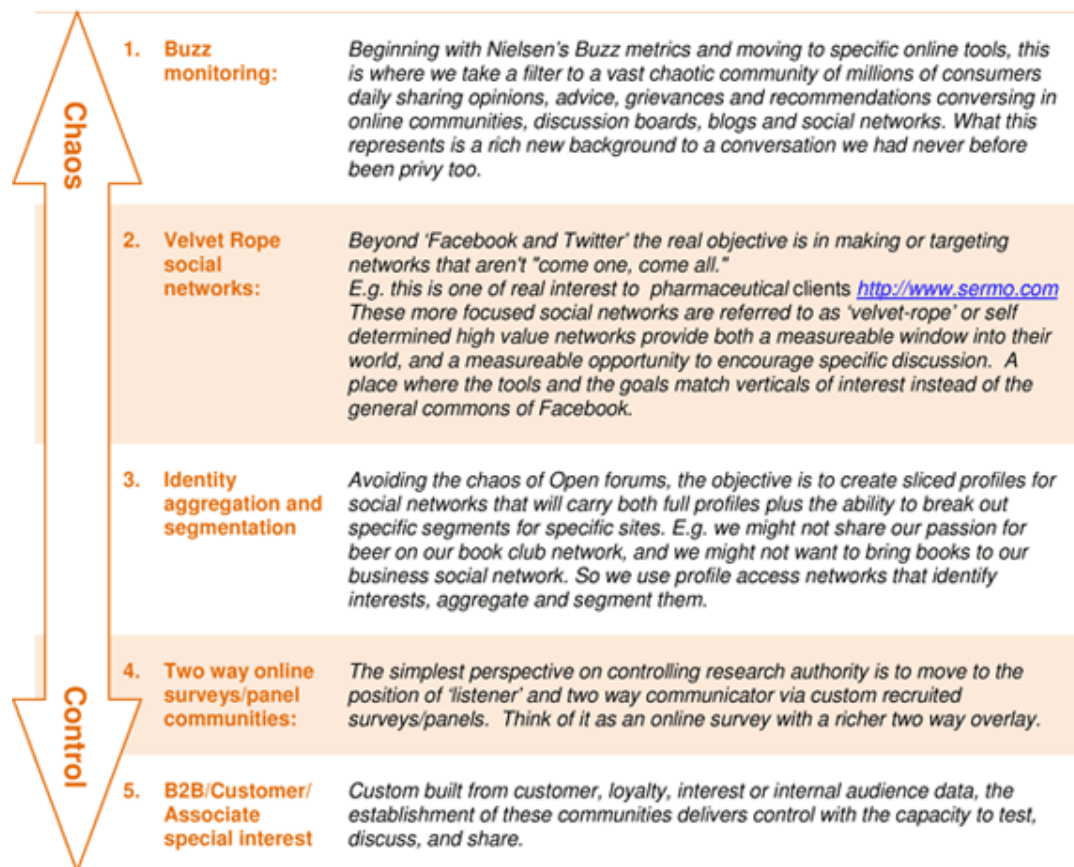 Chaos
1. Buzz monitoring:
Beginning with Nielsen's Buzz metrics and moving to specific online tools, this
is where we take a filter to a vast chaotic community of millions of consumers
daily sharing opinions, advice, grievances and recommendations conversing in
online communities, discussion boards, blogs and social networks. What this
represents is a rich new background to a conversation we had never before
been privy too.
2. Velvet Rope
social
networks:
Beyond 'Facebook and Twitter' the real objective is in making or targeting
networks that aren't "come one, come all."
E.g. this is one of real interest to pharmaceutical clients http://www.sermo.com
These more focused social networks are referred to as 'velvet-rope' or self
determined high value networks provide both a measureable window into their
world, and a measureable opportunity to encourage specific discussion. A
place where the tools and the goals match verticals of interest instead of the
general commons of Facebook.
3. Identity
aggregation and
segmentation
Avoiding the chaos of Open forums, the objective is to create sliced profiles for
social networks that will carry both full profiles plus the ability to break out
specific segments for specific sites. E.g. we might not share our passion for
beer on our book club network, and we might not want to bring books to our
business social network. So we use profile access networks that identify
interests, aggregate and segment them.
Control
4. Two way online
surveys/panel
communities:
The simplest perspective on controlling research authority is to move to the
position of 'listener' and two way communicator via custom recruited
surveys/panels. Think of it as an online survey with a richer two way overlay.
5. B2B/Customer/
Associate
special interest
Custom built from customer, loyalty, interest or internal audience data, the
establishment of these communities delivers control with the capacity to test,
discuss, and share.